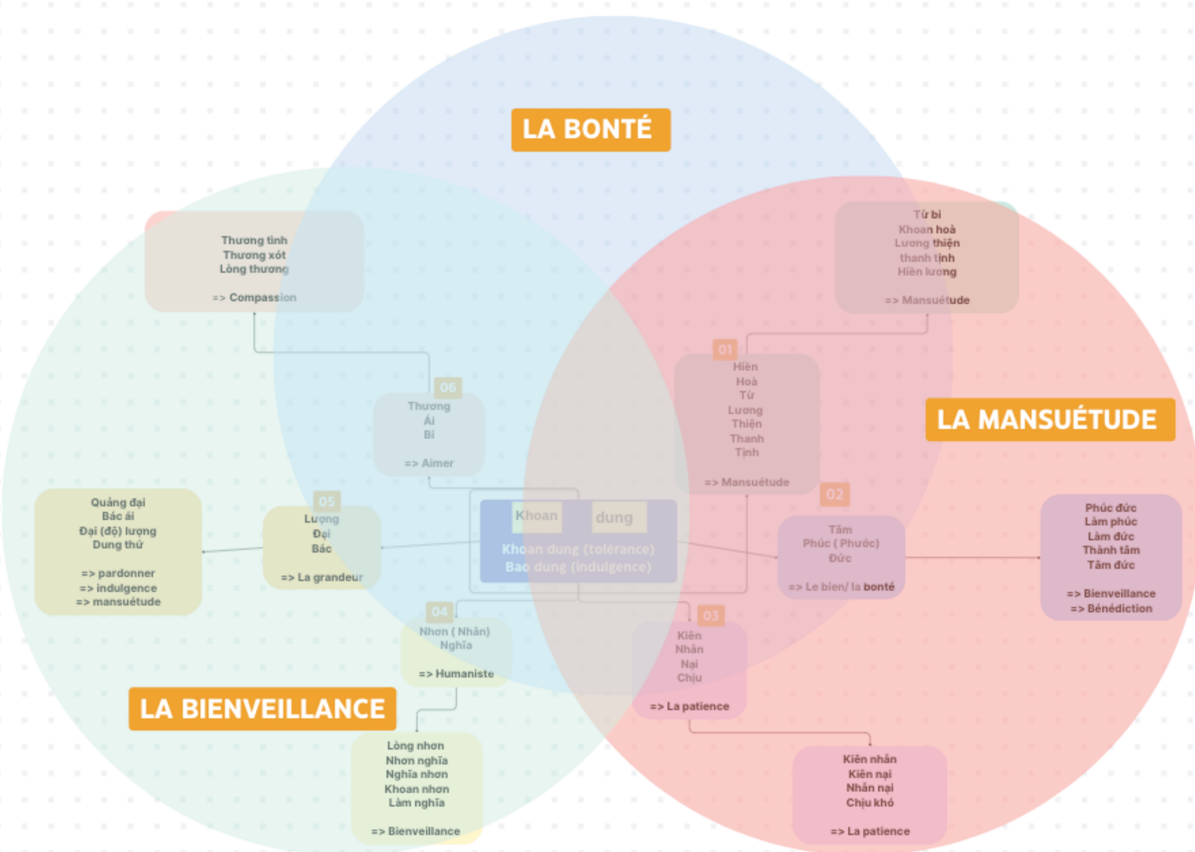 LA BONTÉ
Thương tình
Thương xót
Lòng thương
=> Compassion
Từ bi
Khoan hoà
Lương thiện
thanh tịnh
Hiền lương
=> Mansuétude
01
Hiền
Hoà
Từ
Lương
Thiện
Thanh
Tịnh
=> Mansuétude
06
Thương
Ái
Bi
=> Aimer
LA MANSUÉTUDE
Quảng đại
Bác ái
Đại (độ) lượng
Dung thứ
=> pardonner
=> indulgence
=> mansuétude
05
Lượng
Đại
Bác
=> La grandeur
Khoan dung
Khoan dung (tolérance)
Bao dung (indulgence)
02
Tâm
Phúc ( Phước)
Đức
=> Le bien/ la bonté
Phúc đức
Làm phúc
Làm đức
Thành tâm
Tâm đức
=> Bienveillance
=> Bénédiction
04
Nhơn ( Nhân)
Nghĩa
=> Humaniste
03
Kiên
Nhẫn
Nại
Chịu
=> La patience
LA BIENVEILLANCE
Lòng nhơn
Nhơn nghĩa
Nghĩa nhơn
Khoan nhơn
Làm nghĩa
=> Bienveillance
Kiên nhẫn
Kiên nại
Nhẫn nại
Chịu khó
=> La patience